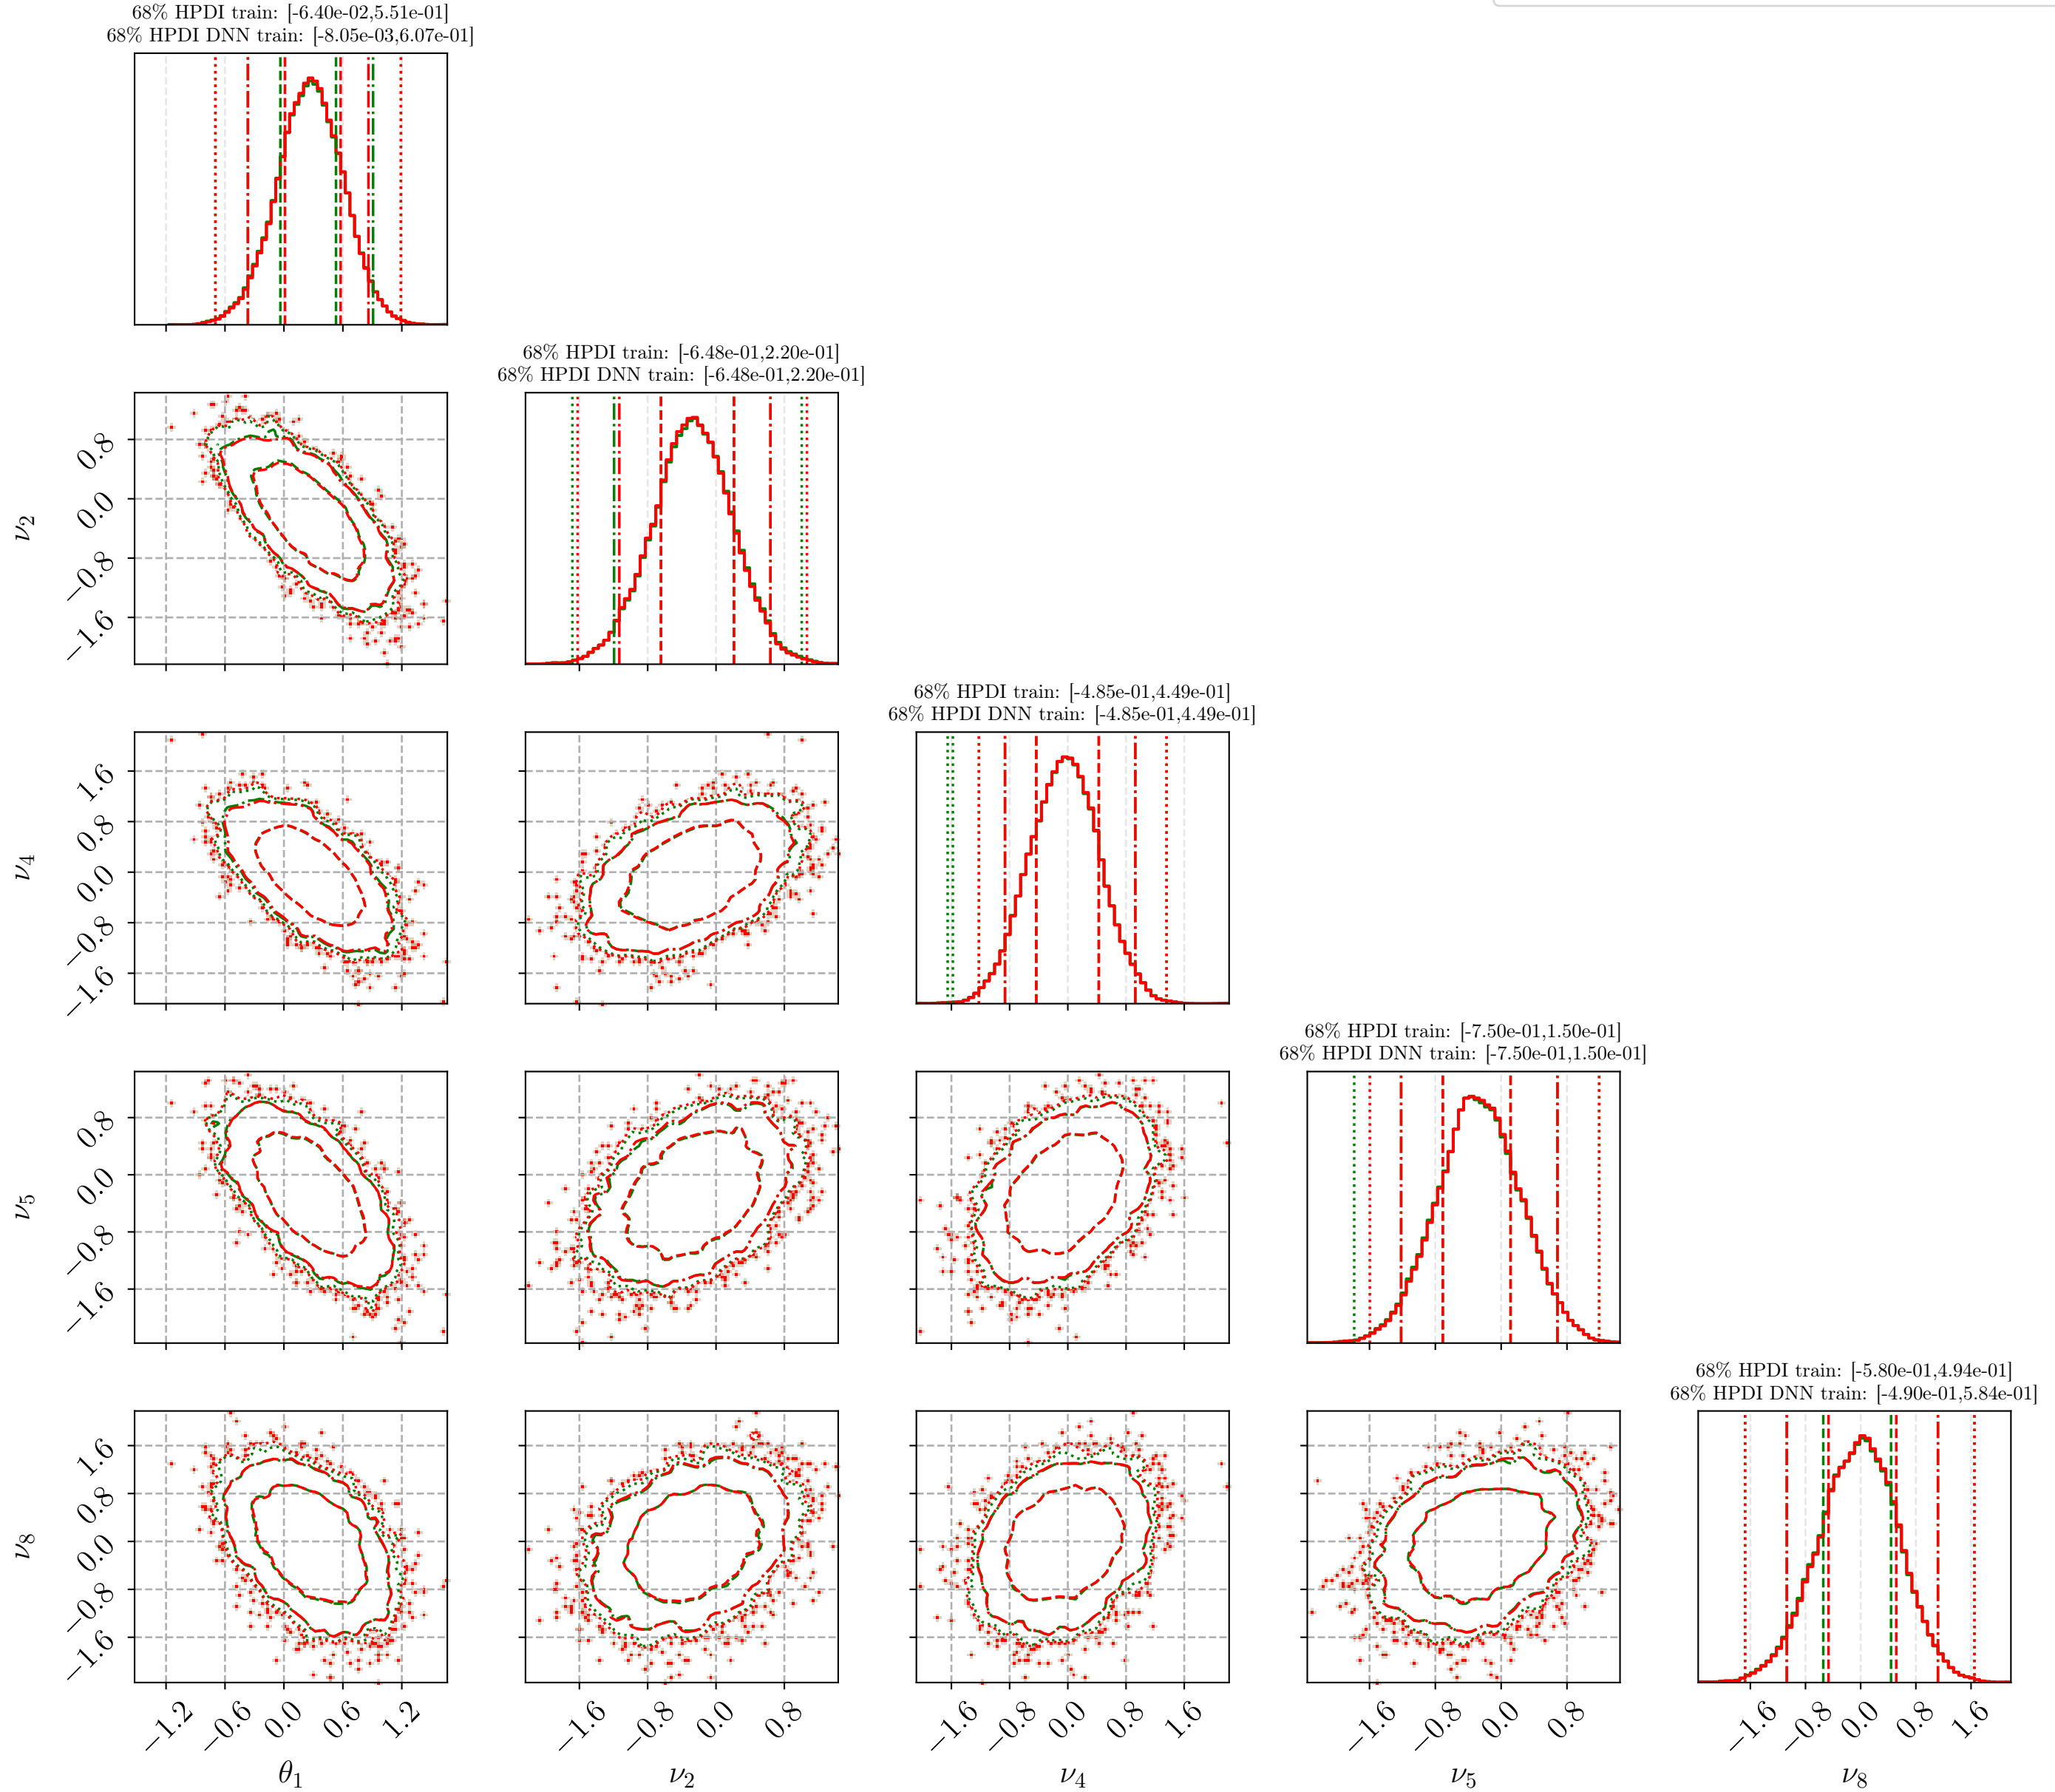 68% HPDI train: [-6.40e-02,5.51e-01]
68% HPDI DNN train: [-8.05e-03,6.07e-01]
68% HPDI train: [-6.48e-01,2.20e-01]
68% HPDI DNN train: [-6.48e-01,2.20e-01]
0.8
0.0
−0.8
−1.6
ν₂
68% HPDI train: [-4.85e-01,4.49e-01]
68% HPDI DNN train: [-4.85e-01,4.49e-01]
1.6
0.8
0.0
−0.8
−1.6
ν₄
68% HPDI train: [-7.50e-01,1.50e-01]
68% HPDI DNN train: [-7.50e-01,1.50e-01]
0.8
0.0
−0.8
−1.6
ν₅
68% HPDI train: [-5.80e-01,4.94e-01]
68% HPDI DNN train: [-4.90e-01,5.84e-01]
1.6
0.8
0.0
−0.8
−1.6
ν₈
−1.2 −0.6 0.0 0.6 1.2 −1.6 −0.8 0.0 0.8 −1.6 −0.8 0.0 0.8 1.6 −1.6 −0.8 0.0 0.8 −1.6 −0.8 0.0 0.8 1.6
θ₁ ν₂ ν₄ ν₅ ν₈